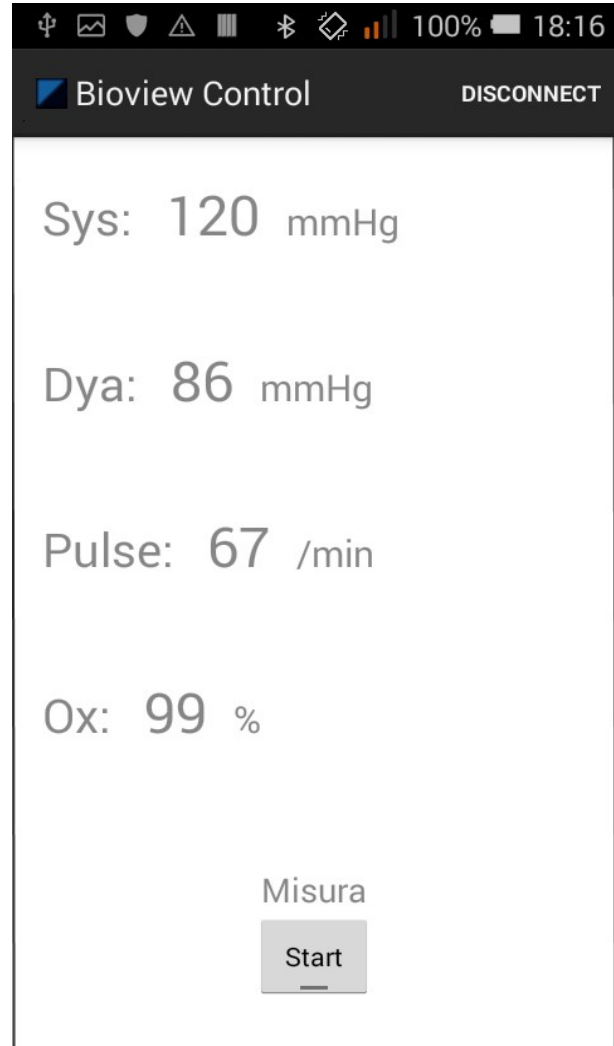 100% 18:16
Bioview Control DISCONNECT
Sys: 120 mmHg
Dya: 86 mmHg
Pulse: 67 /min
Ox: 99 %
Misura
Start